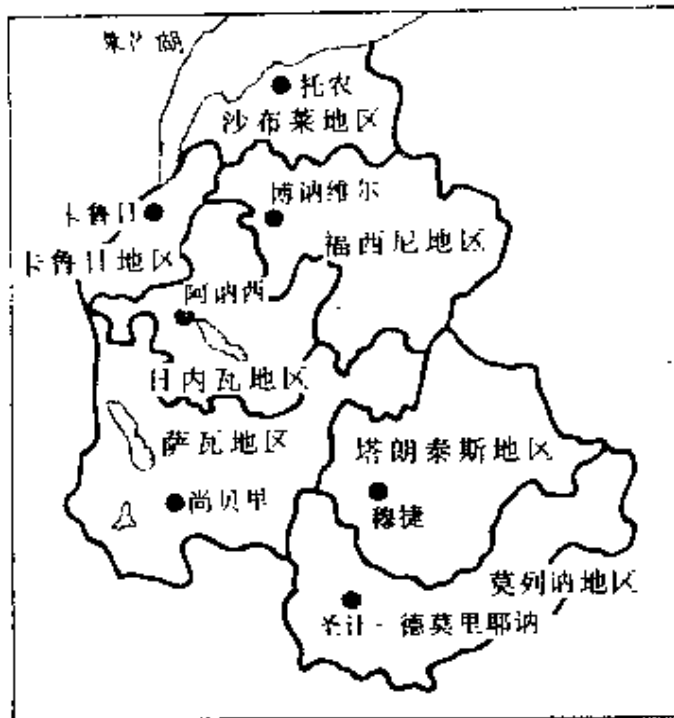 莱芒湖
托农
沙布莱地区
博讷维尔
卡鲁日
福西尼地区
卡鲁日地区
阿讷西
日内瓦地区
萨瓦地区
塔朗泰斯地区
尚贝里
穆捷
莫列讷地区
圣让-德莫里耶讷